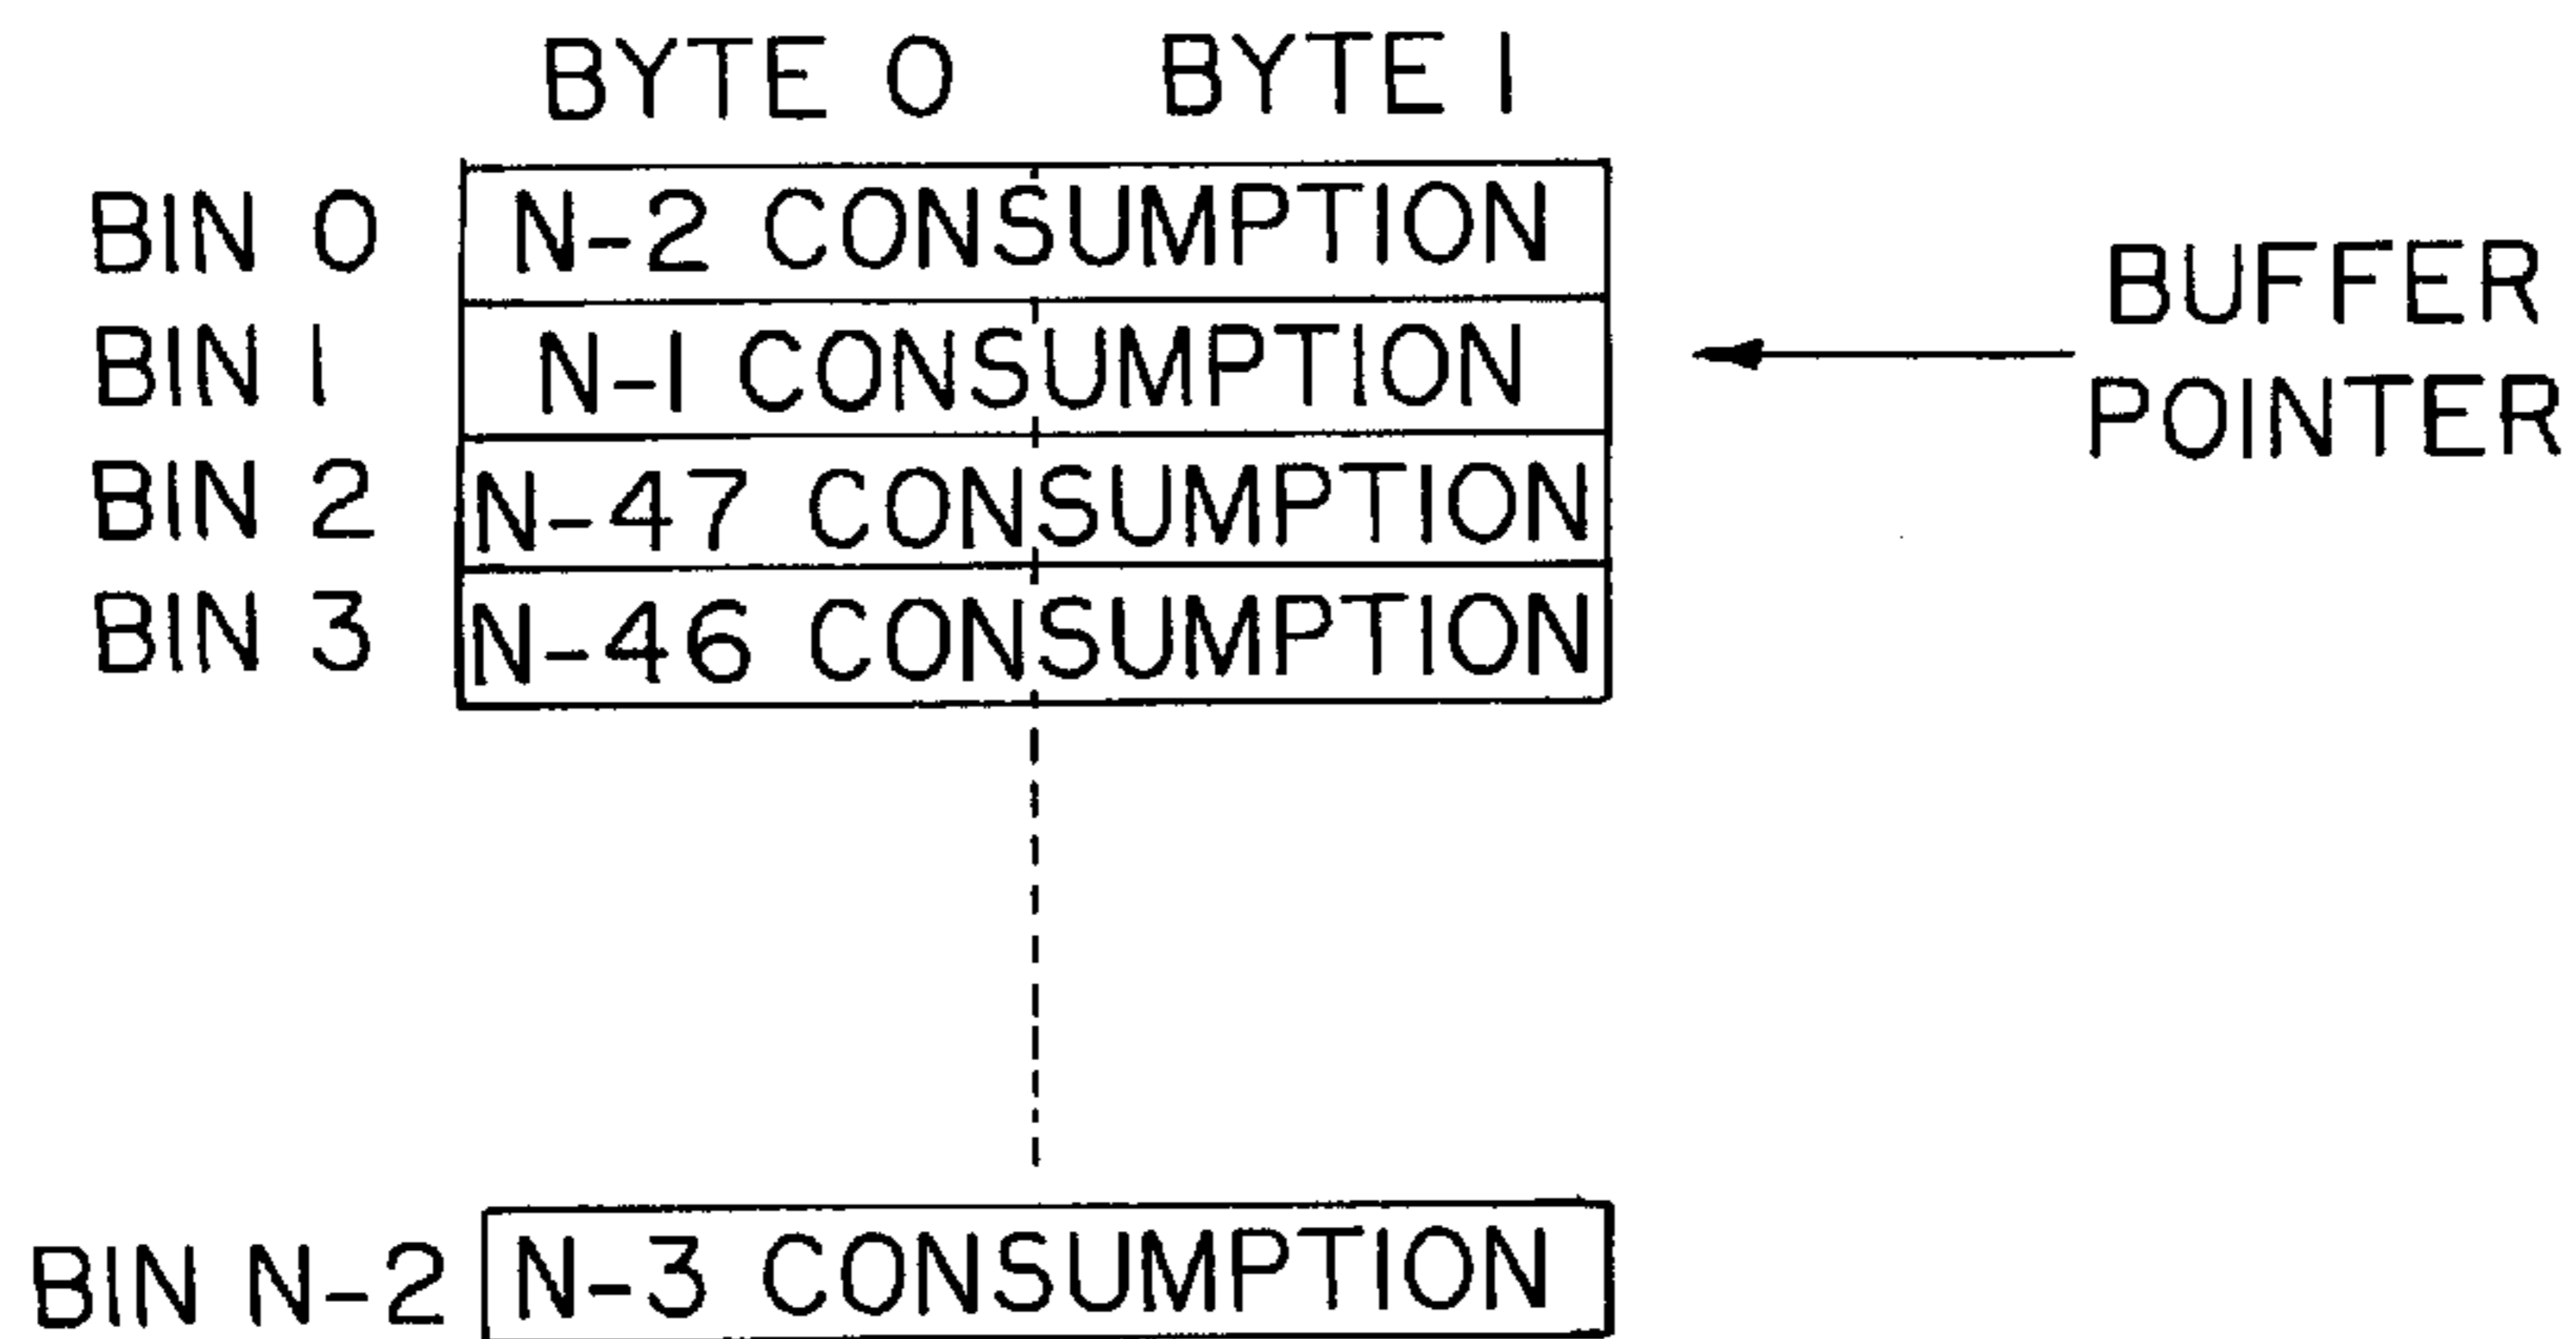 BYTE 0 BYTE 1
BIN 0 N-2 CONSUMPTION
BIN 1 N-1 CONSUMPTION
BIN 2 N-47 CONSUMPTION
BIN 3 N-46 CONSUMPTION
BUFFER
POINTER
BIN N-2 N-3 CONSUMPTION